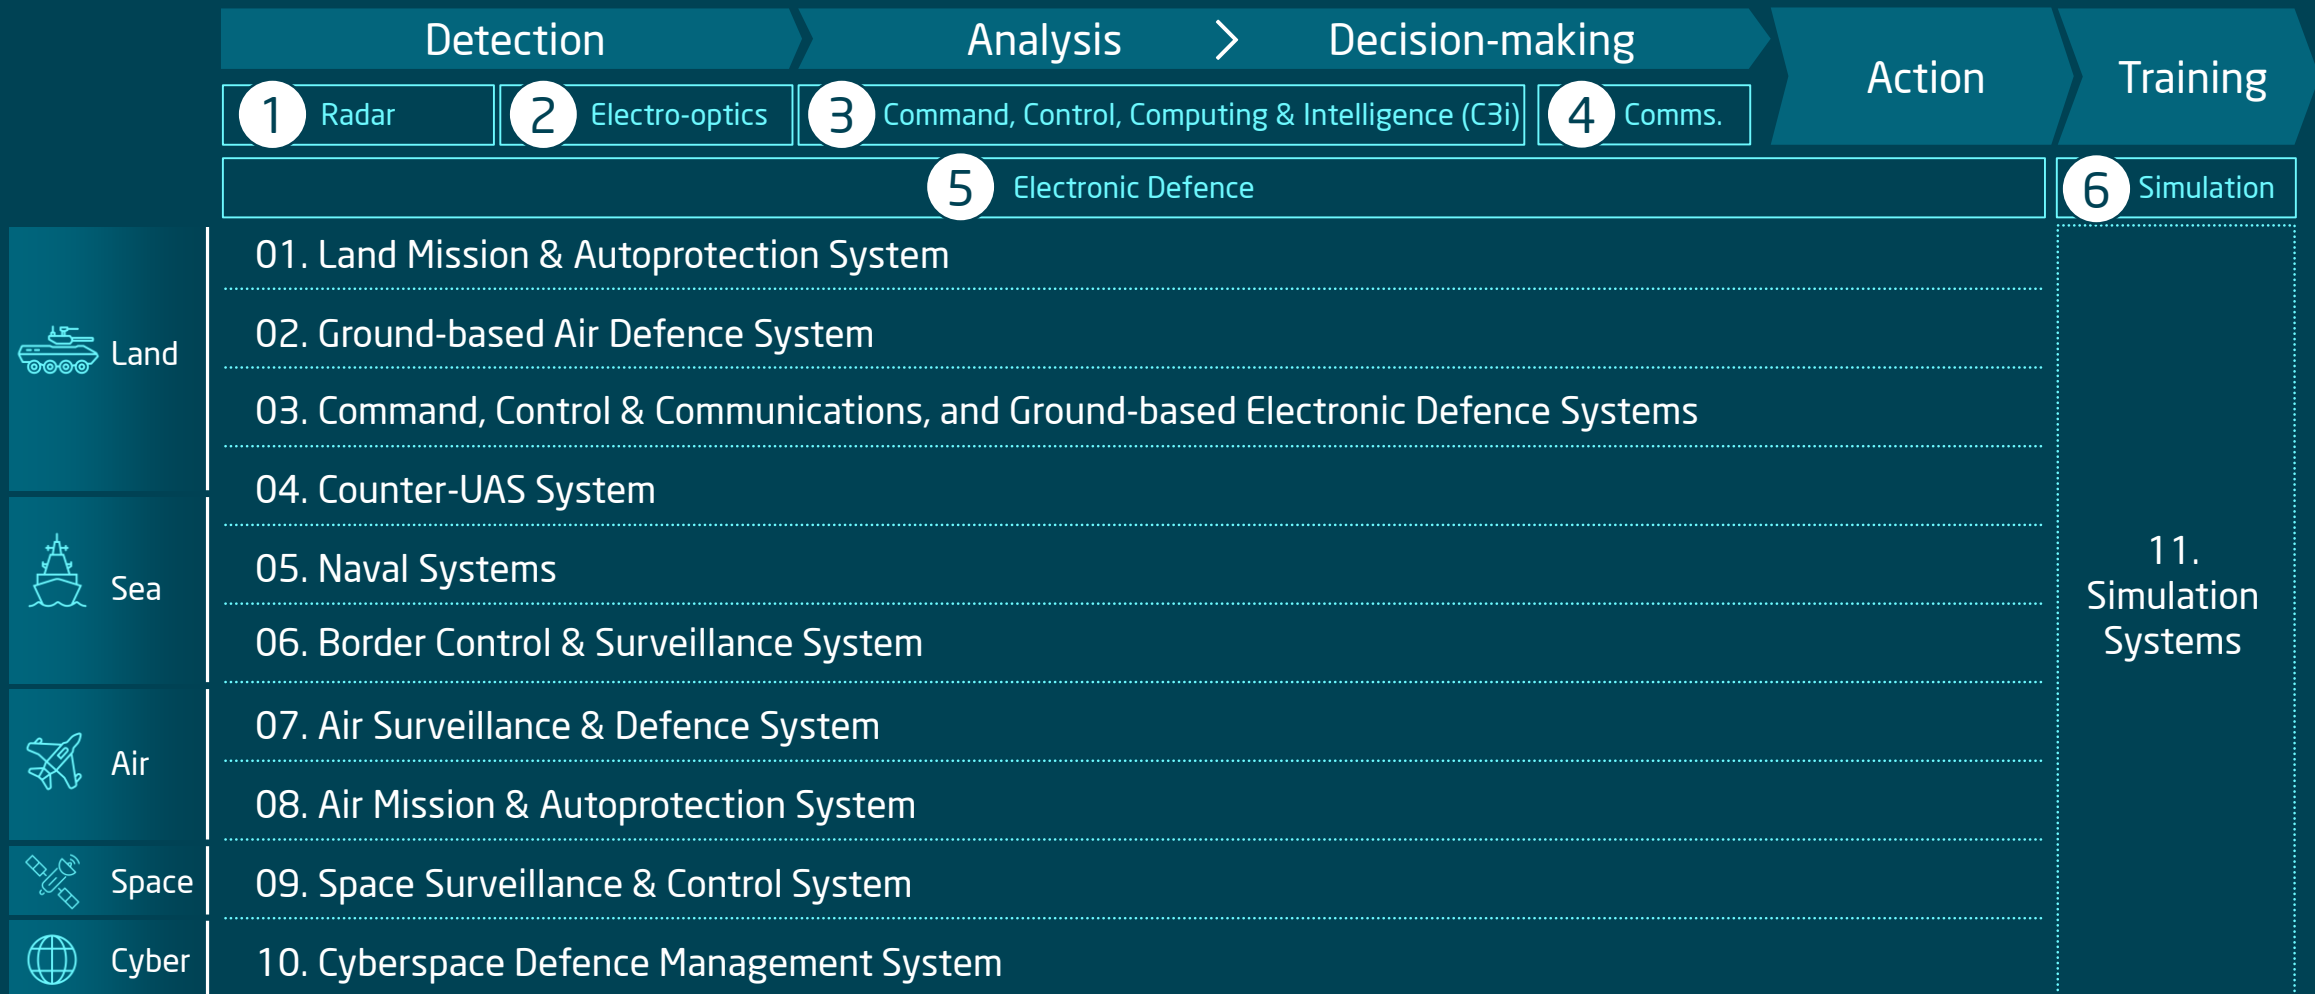 Detection
Analysis > Decision-making
Action
Training
1 Radar
2 Electro-optics
3 Command, Control, Computing & Intelligence (C3i)
4 Comms.
5 Electronic Defence
6 Simulation
Land
01. Land Mission & Autoprotection System
02. Ground-based Air Defence System
03. Command, Control & Communications, and Ground-based Electronic Defence Systems
04. Counter-UAS System
Sea
05. Naval Systems
06. Border Control & Surveillance System
Air
07. Air Surveillance & Defence System
08. Air Mission & Autoprotection System
Space
09. Space Surveillance & Control System
Cyber
10. Cyberspace Defence Management System
11.
Simulation
Systems